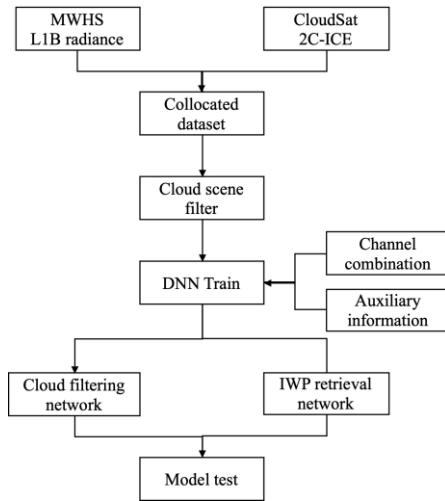 MWHS
L1B radiance
CloudSat
2C-ICE
Collocated
dataset
Cloud scene
filter
Channel
combination
DNN Train
Auxiliary
information
Cloud filtering
network
IWP retrieval
network
Model test